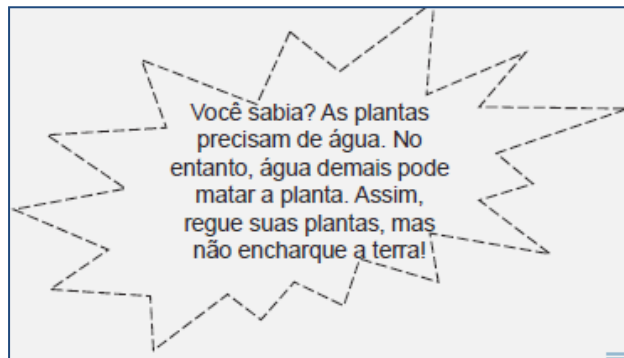 Você sabia? As plantas
precisam de água. No
entanto, água demais pode
matar a planta. Assim,
regue suas plantas, mas
não encharque a terra!